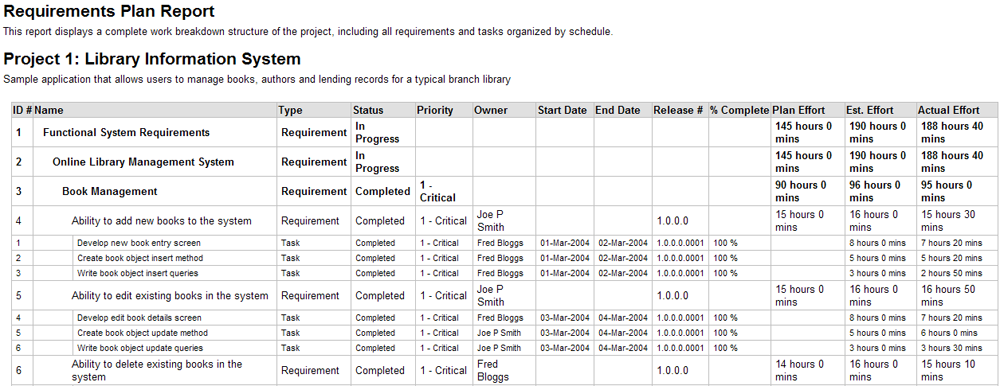 Requirements Plan Report
This report displays a complete work breakdown structure of the project, including all requirements and tasks organized by schedule.
Project 1: Library Information System
Sample application that allows users to manage books, authors and lending records for a typical branch library
ID # Name Type Status Priority Owner Start Date End Date Release # % Complete Plan Effort Est. Effort Actual Effort
1 Functional System Requirements Requirement In Progress 145 hours 0 mins 190 hours 0 mins 188 hours 40 mins
2 Online Library Management System Requirement In Progress 145 hours 0 mins 190 hours 0 mins 188 hours 40 mins
3 Book Management Requirement Completed 1 - Critical 90 hours 0 mins 96 hours 0 mins 95 hours 0 mins
4 Ability to add new books to the system Requirement Completed 1 - Critical Joe P Smith 1.0.0.0 15 hours 0 mins 16 hours 0 mins 15 hours 30 mins
1 Develop new book entry screen Task Completed 1 - Critical Fred Bloggs 01-Mar-2004 02-Mar-2004 1.0.0.0.0001 100 % 8 hours 0 mins 7 hours 20 mins
2 Create book object insert method Task Completed 1 - Critical Fred Bloggs 01-Mar-2004 02-Mar-2004 1.0.0.0.0001 100 % 5 hours 0 mins 5 hours 20 mins
3 Write book object insert queries Task Completed 1 - Critical Fred Bloggs 01-Mar-2004 02-Mar-2004 1.0.0.0.0001 100 % 3 hours 0 mins 2 hours 50 mins
5 Ability to edit existing books in the system Requirement Completed 1 - Critical Joe P Smith 1.0.0.0 15 hours 0 mins 16 hours 0 mins 16 hours 50 mins
4 Develop edit book details screen Task Completed 1 - Critical Fred Bloggs 03-Mar-2004 04-Mar-2004 1.0.0.0.0001 100 % 8 hours 0 mins 7 hours 20 mins
5 Create book object update method Task Completed 1 - Critical Joe P Smith 03-Mar-2004 04-Mar-2004 1.0.0.0.0001 100 % 5 hours 0 mins 6 hours 0 mins
6 Write book object update queries Task Completed 1 - Critical Joe P Smith 03-Mar-2004 04-Mar-2004 1.0.0.0.0001 100 % 3 hours 0 mins 3 hours 30 mins
6 Ability to delete existing books in the system Requirement Completed 1 - Critical Fred Bloggs 1.0.0.0 14 hours 0 mins 16 hours 0 mins 15 hours 10 mins